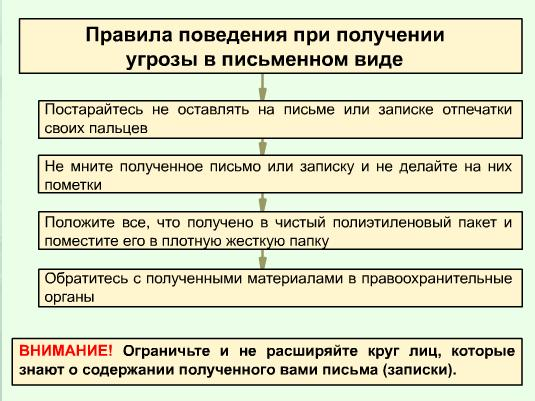 Правила поведения при получении
угрозы в письменном виде
Постарайтесь не оставлять на письме или записке отпечатки
своих пальцев
Не мните полученное письмо или записку и не делайте на них
пометки
Положите все, что получено в чистый полиэтиленовый пакет и
поместите его в плотную жесткую папку
Обратитесь с полученными материалами в правоохранительные
органы
ВНИМАНИЕ! Ограничьте и не расширяйте круг лиц, которые
знают о содержании полученного вами письма (записки).